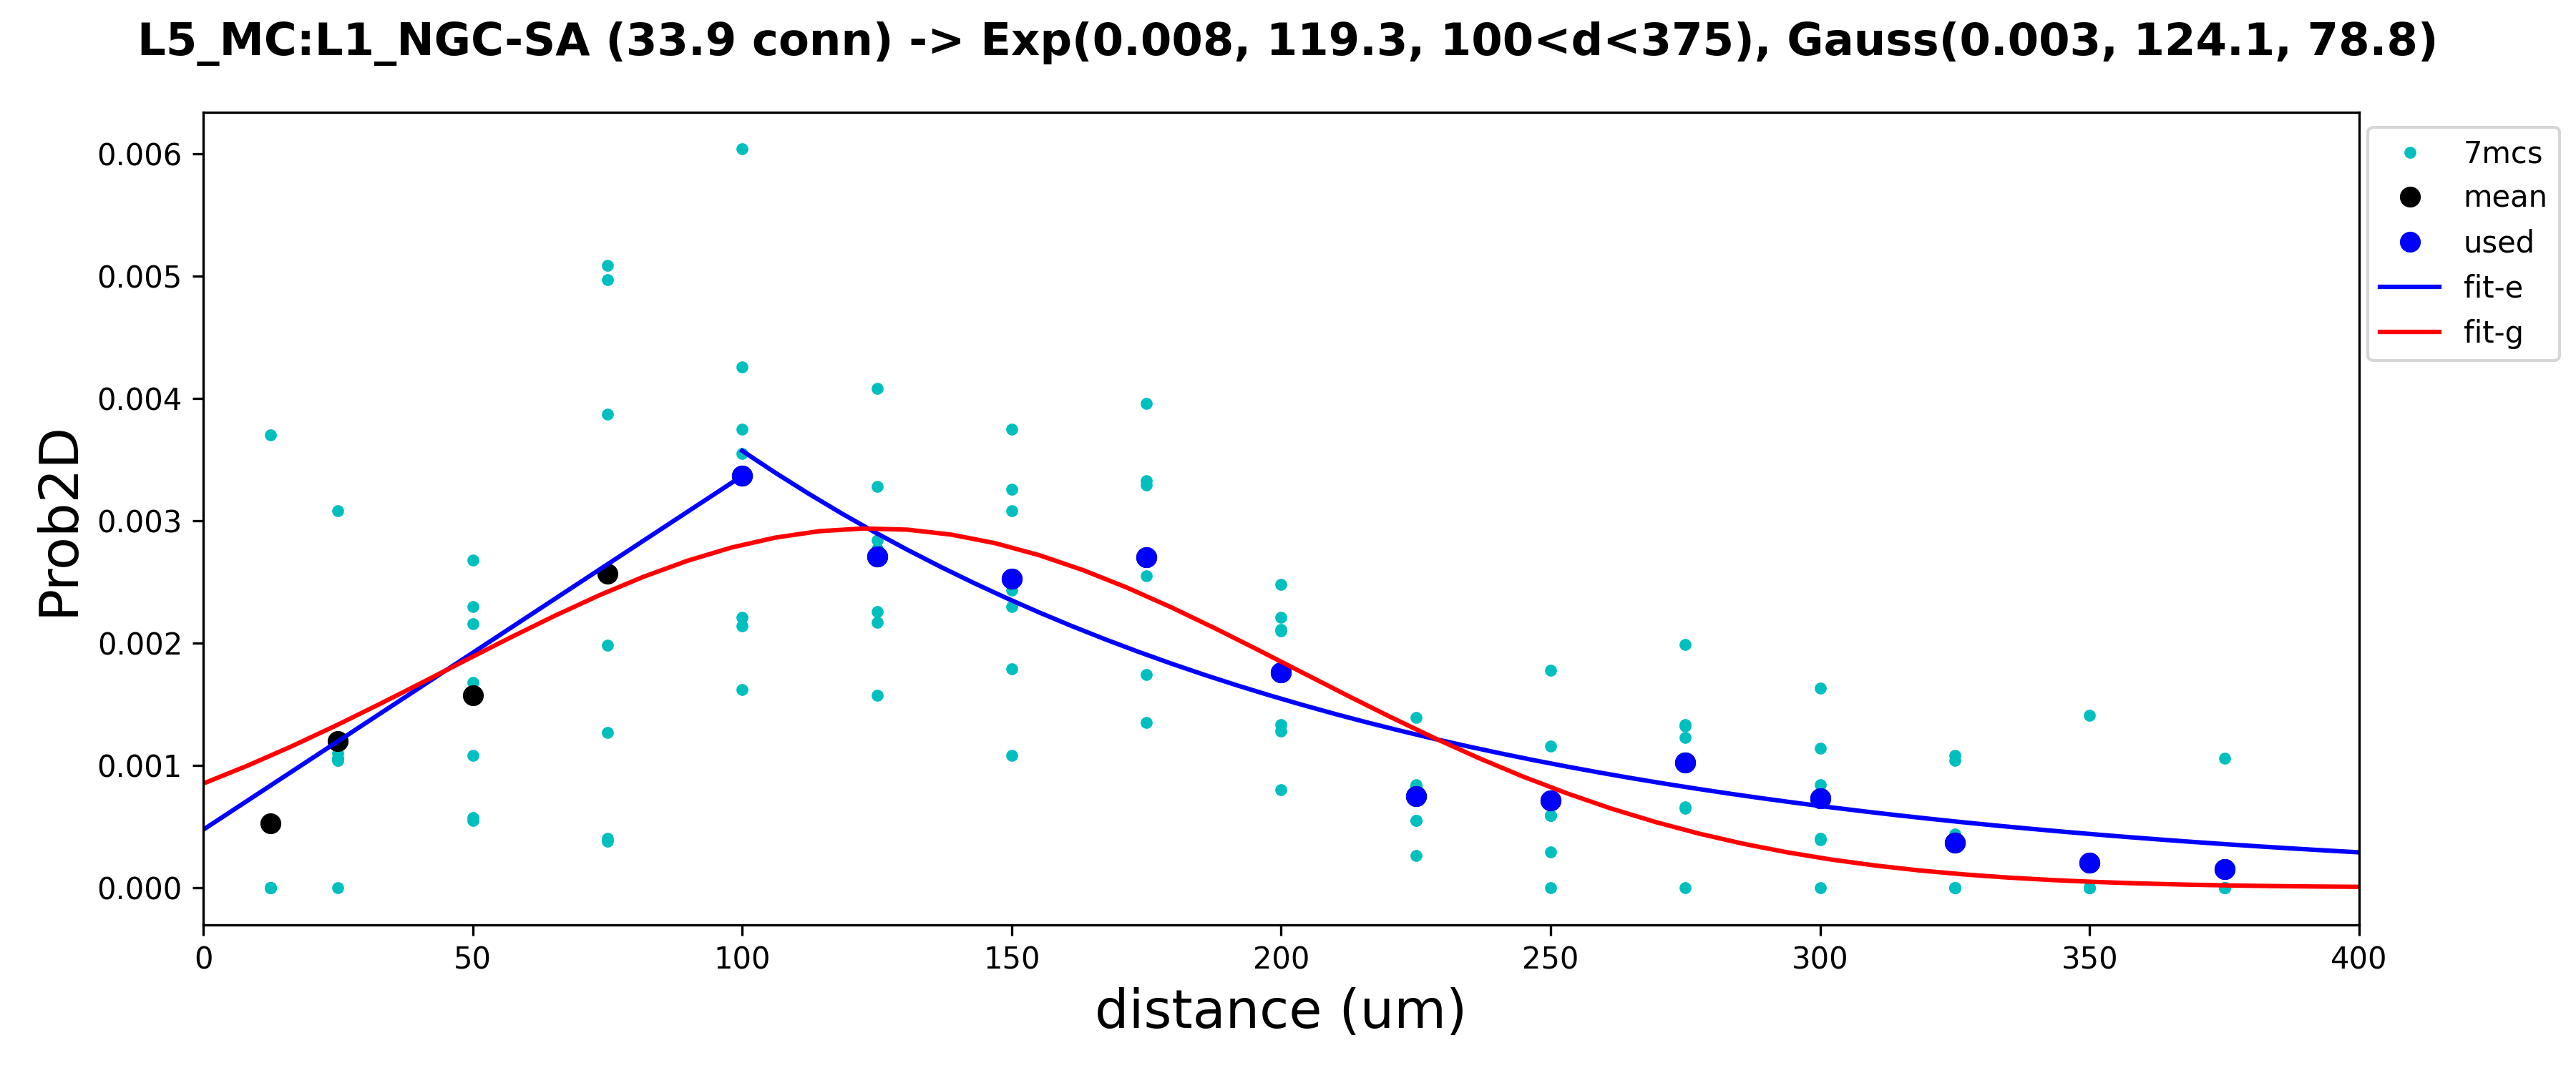 L5_MC:L1_NGC-SA (33.9 conn) -> Exp(0.008, 119.3, 100<d<375), Gauss(0.003, 124.1, 78.8)
0.006
0.005
0.004
0.003
0.002
0.001
0.000
Prob2D
0 50 100 150 200 250 300 350 400
distance (um)
7mcs
mean
used
fit-e
fit-g